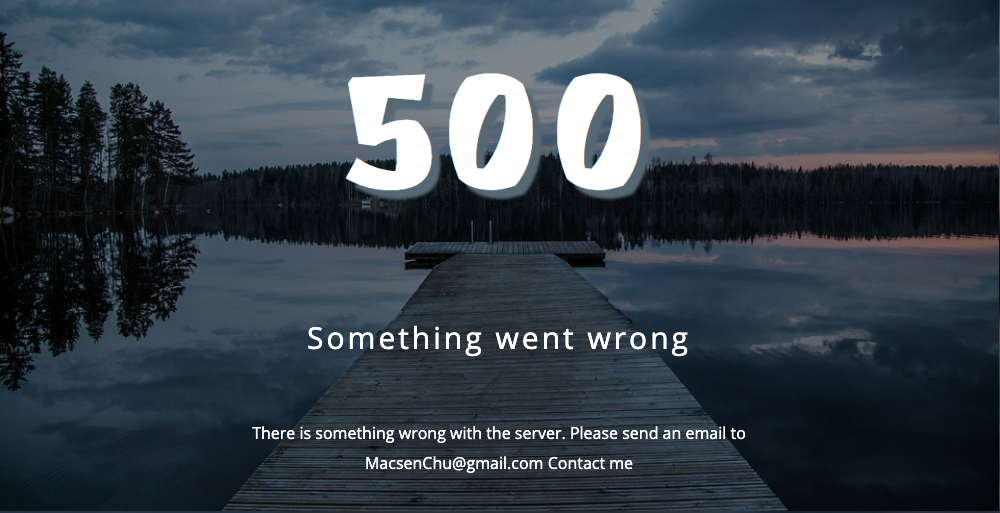 500
Something went wrong
There is something wrong with the server. Please send an email to
MacsenChu@gmail.com Contact me